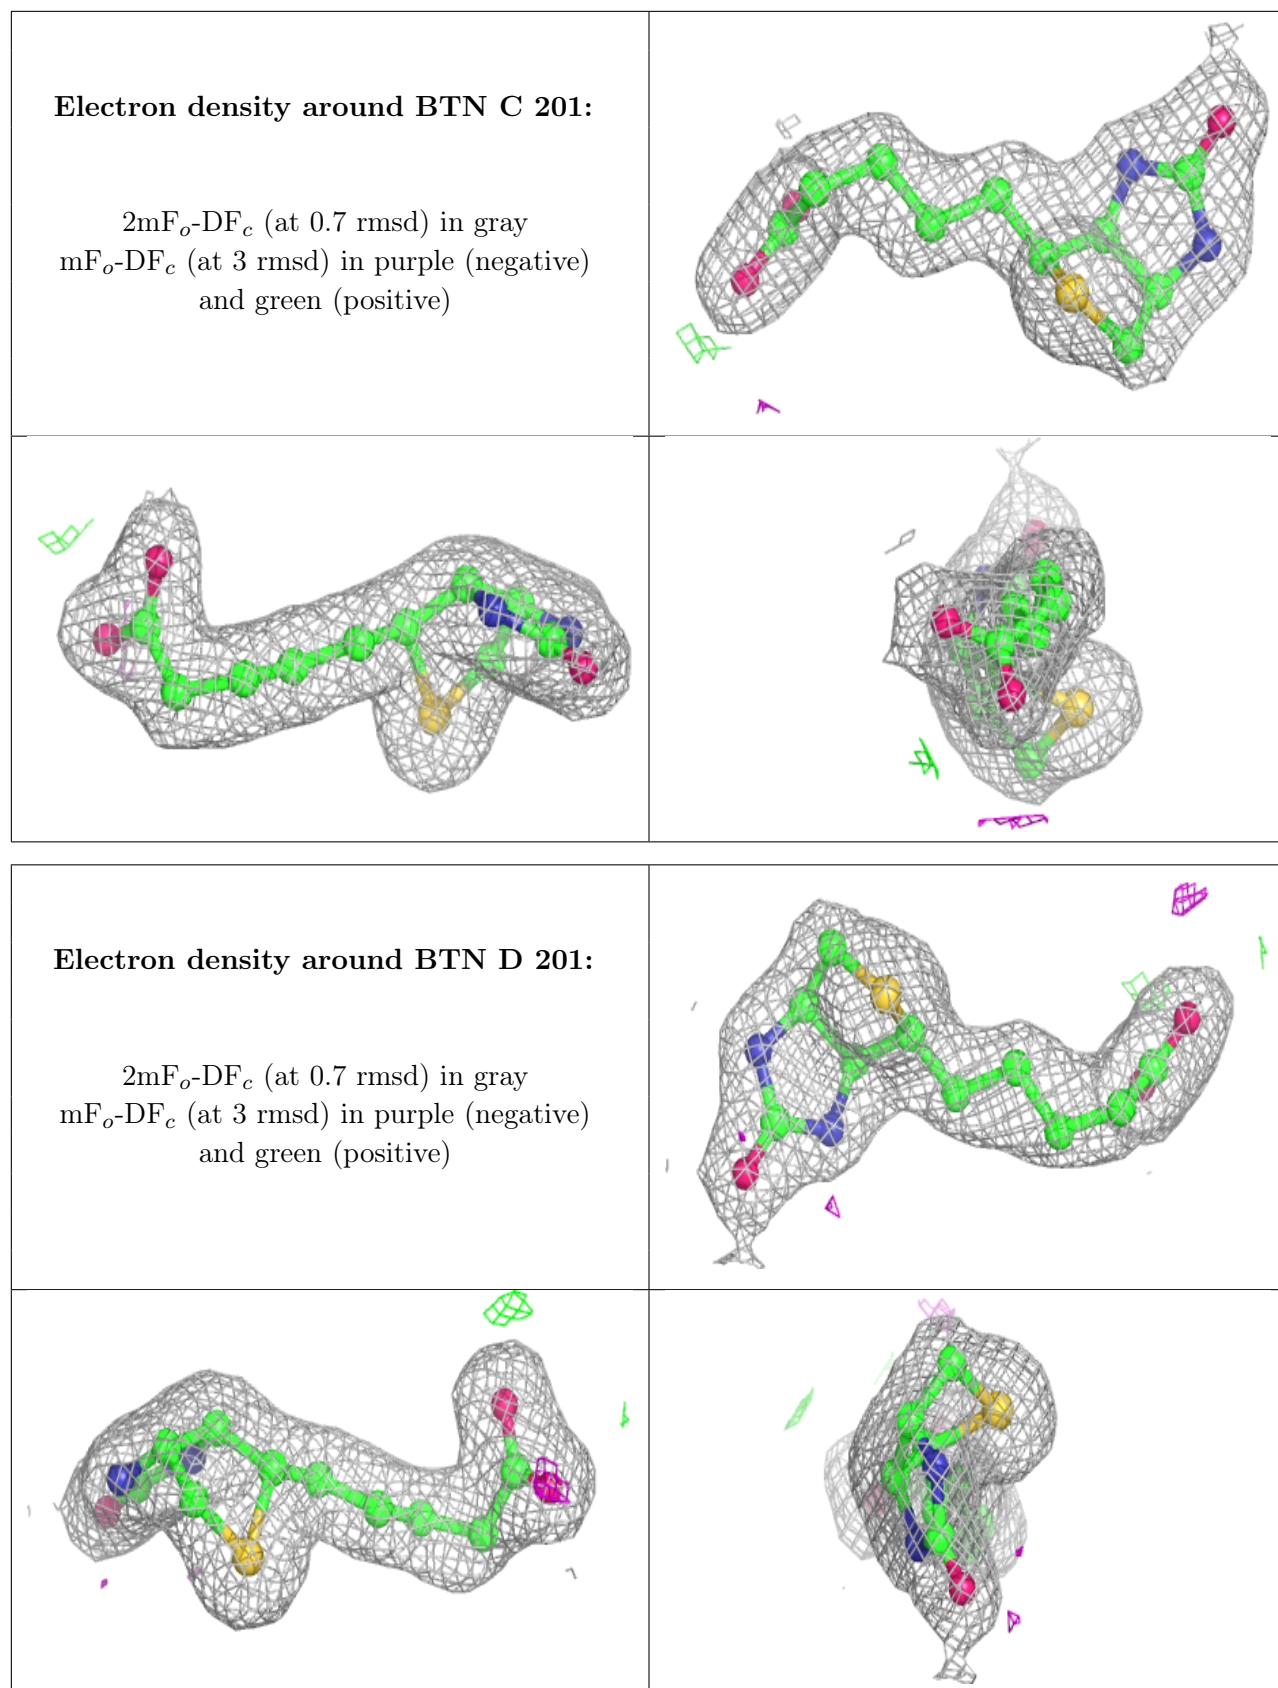 Electron density around BTN C 201:
2mFo-DFc (at 0.7 rmsd) in gray
mFo-DFc (at 3 rmsd) in purple (negative)
and green (positive)
Electron density around BTN D 201:
2mFo-DFc (at 0.7 rmsd) in gray
mFo-DFc (at 3 rmsd) in purple (negative)
and green (positive)